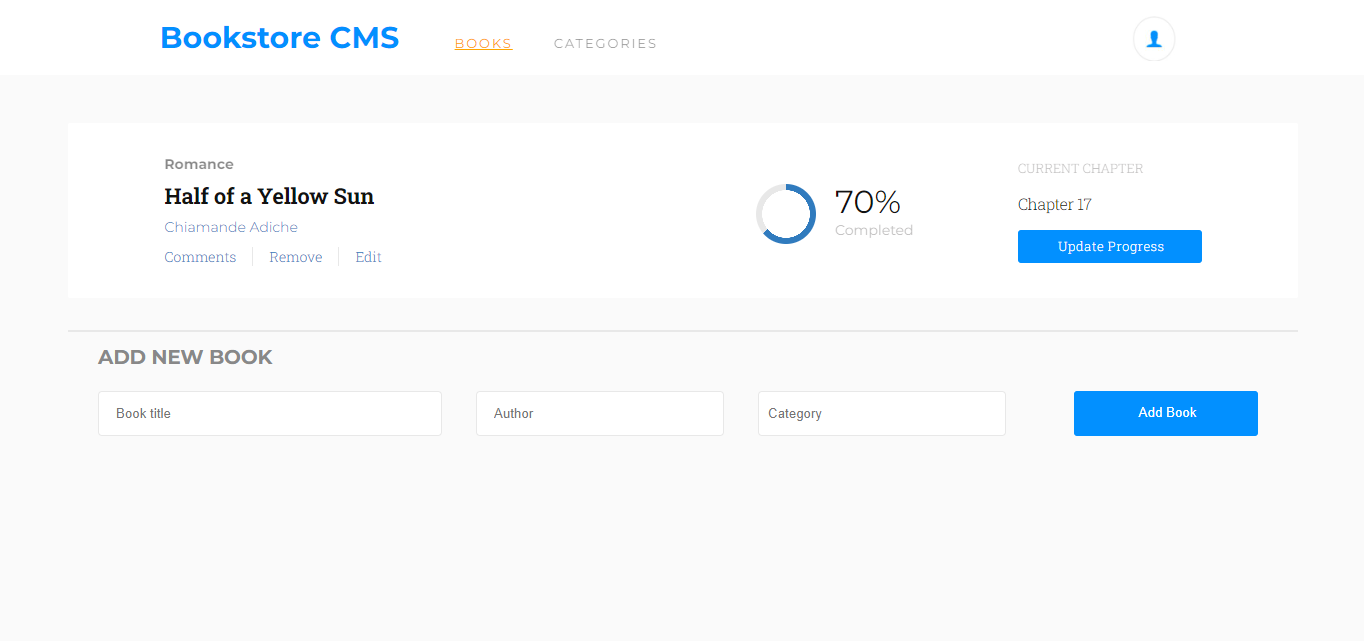 Bookstore CMS
BOOKS
CATEGORIES
Romance
Half of a Yellow Sun
Chiamande Adiche
Comments
Remove
Edit
70%
Completed
CURRENT CHAPTER
Chapter 17
Update Progress
ADD NEW BOOK
Book title
Author
Category
Add Book